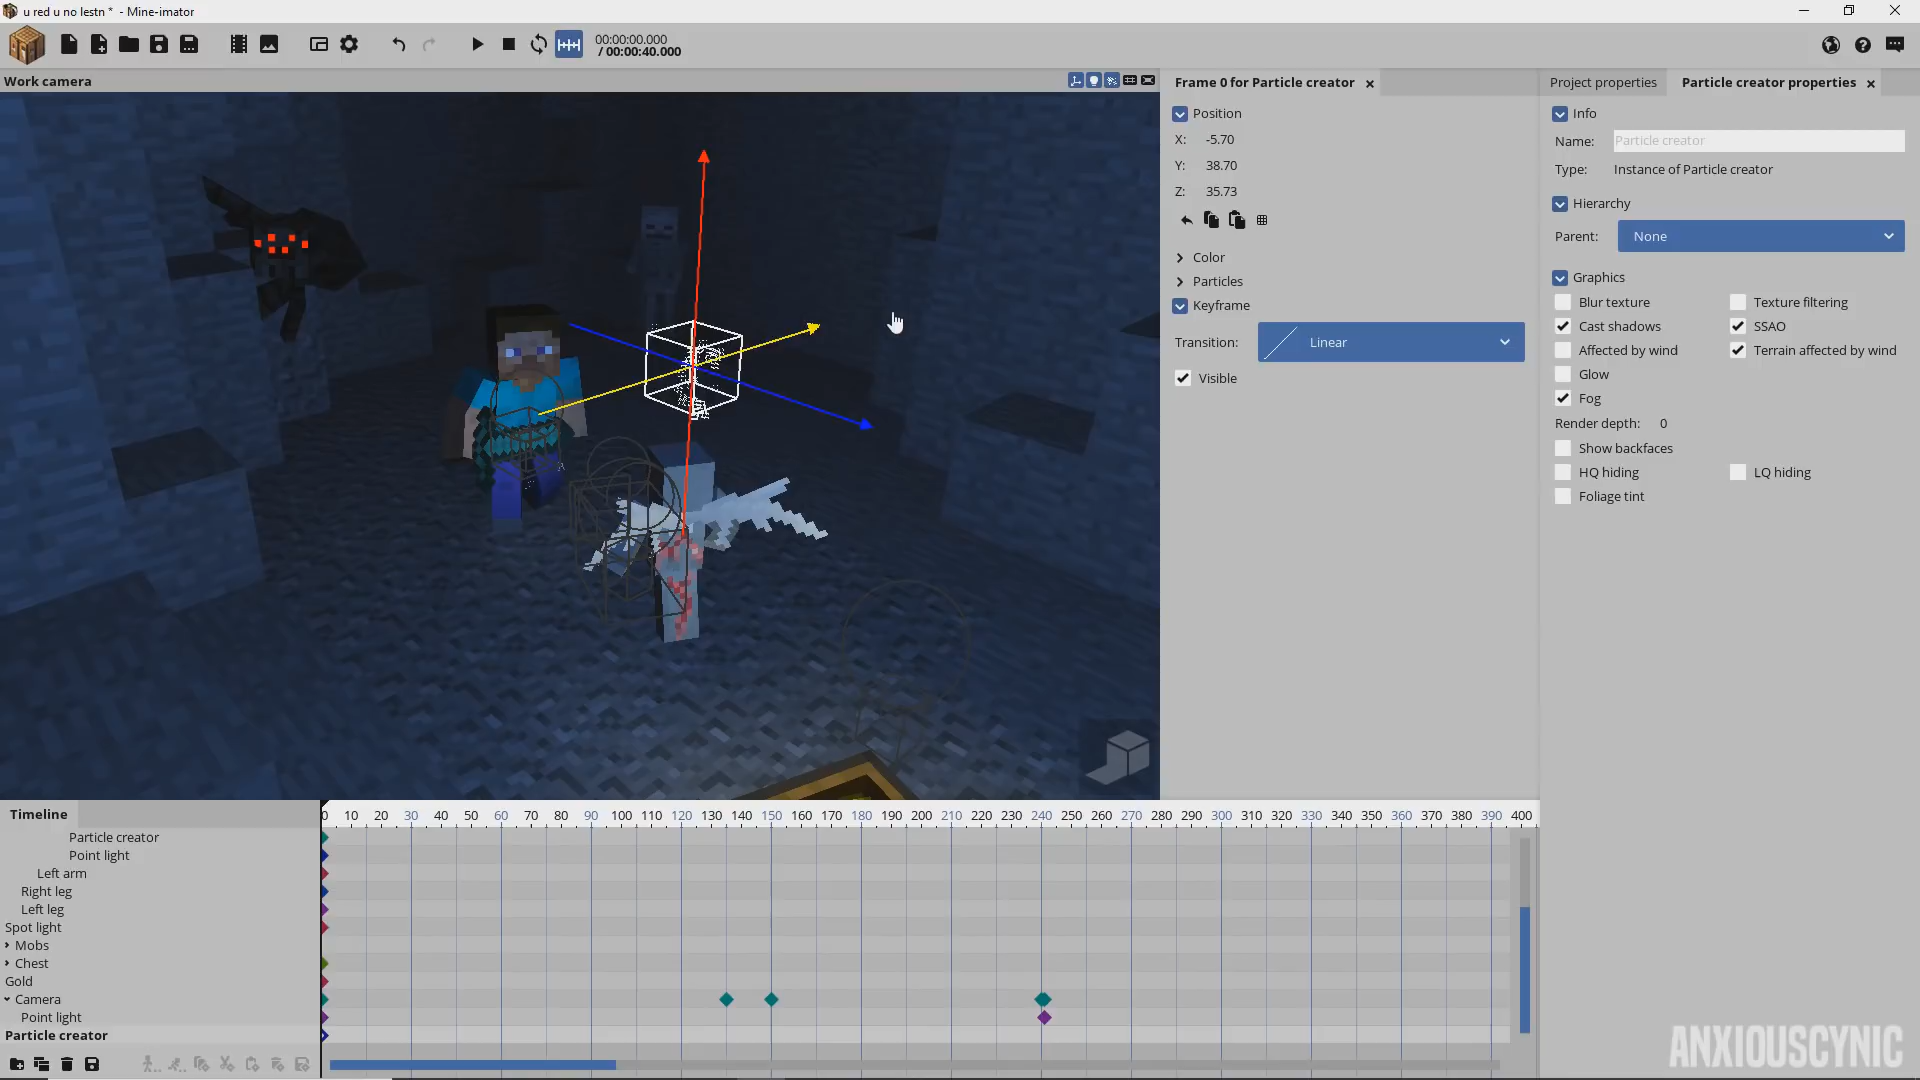 u red u no lestn * - Mine-imator
00:00:00.000
/ 00:00:40.000
Work camera
Frame 0 for Particle creator
Position
X: -5.70
Y: 38.70
Z: 35.73
Color
Particles
Keyframe
Transition: Linear
Visible
Project properties Particle creator properties
Info
Name: Particle creator
Type: Instance of Particle creator
Hierarchy
Parent: None
Graphics
Blur texture Texture filtering
Cast shadows SSAO
Affected by wind Terrain affected by wind
Glow
Fog
Render depth: 0
Show backfaces
HQ hiding LQ hiding
Foliage tint
Timeline
0 10 20 30 40 50 60 70 80 90 100 110 120 130 140 150 160 170 180 190 200 210 220 230 240 250 260 270 280 290 300 310 320 330 340 350 360 370 380 390 400
Particle creator
Point light
Left arm
Right leg
Left leg
Spot light
Mobs
Chest
Gold
Camera
Point light
Particle creator
ANXIOUSCYNIC